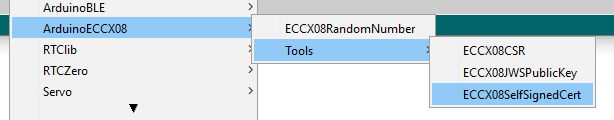 ArduinoBLE
ArduinoECCX08
RTClib
RTCZero
Servo
ECCX08RandomNumber
Tools
ECCX08CSR
ECCX08JWSPublicKey
ECCX08SelfSignedCert